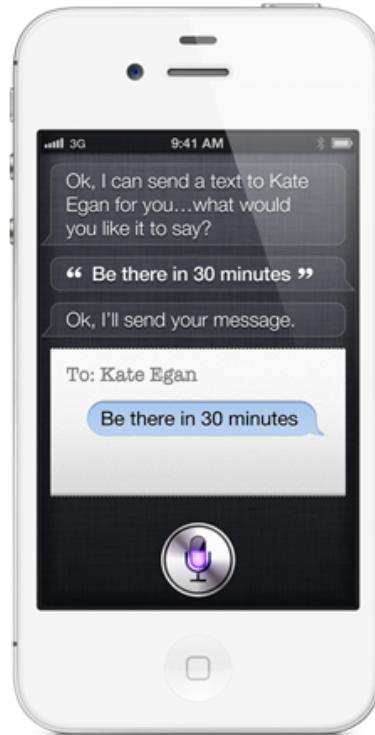 3G 9:41 AM
Ok, I can send a text to Kate
Egan for you...what would
you like it to say?
“ Be there in 30 minutes ”
Ok, I'll send your message.
To: Kate Egan
Be there in 30 minutes